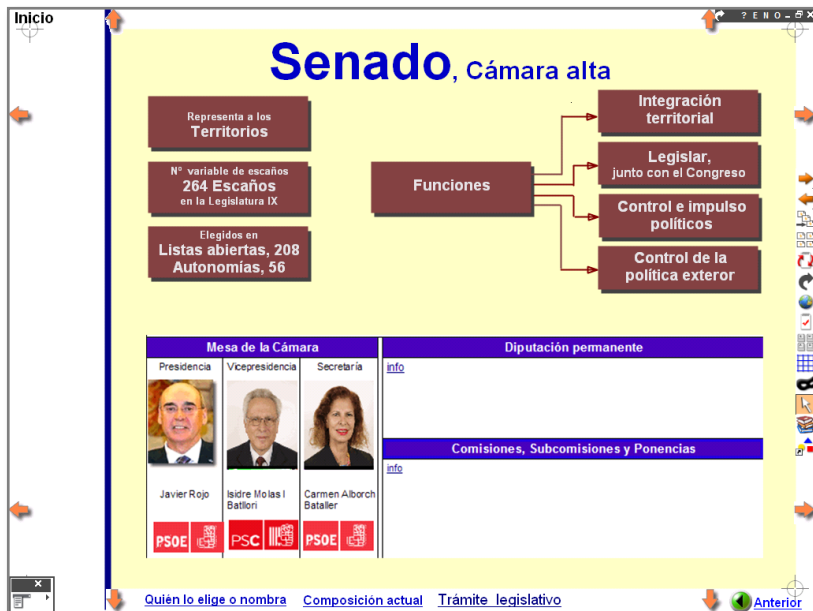 Inicio
? E N O
Senado, Cámara alta
Representa a los
Territorios
Nº variable de escaños
264 Escaños
en la Legislatura IX
Elegidos en
Listas abiertas, 208
Autonomías, 56
Funciones
Integración
territorial
Legislar,
junto con el Congreso
Control e impulso
políticos
Control de la
política exterior
Mesa de la Cámara
Presidencia
Vicepresidencia
Secretaría
Javier Rojo
Isidre Molas I
Batllori
Carmen Alborch
Bataller
PSOE
PSC
PSOE
Diputación permanente
info
Comisiones, Subcomisiones y Ponencias
info
Quién lo elige o nombra
Composición actual
Trámite legislativo
Anterior